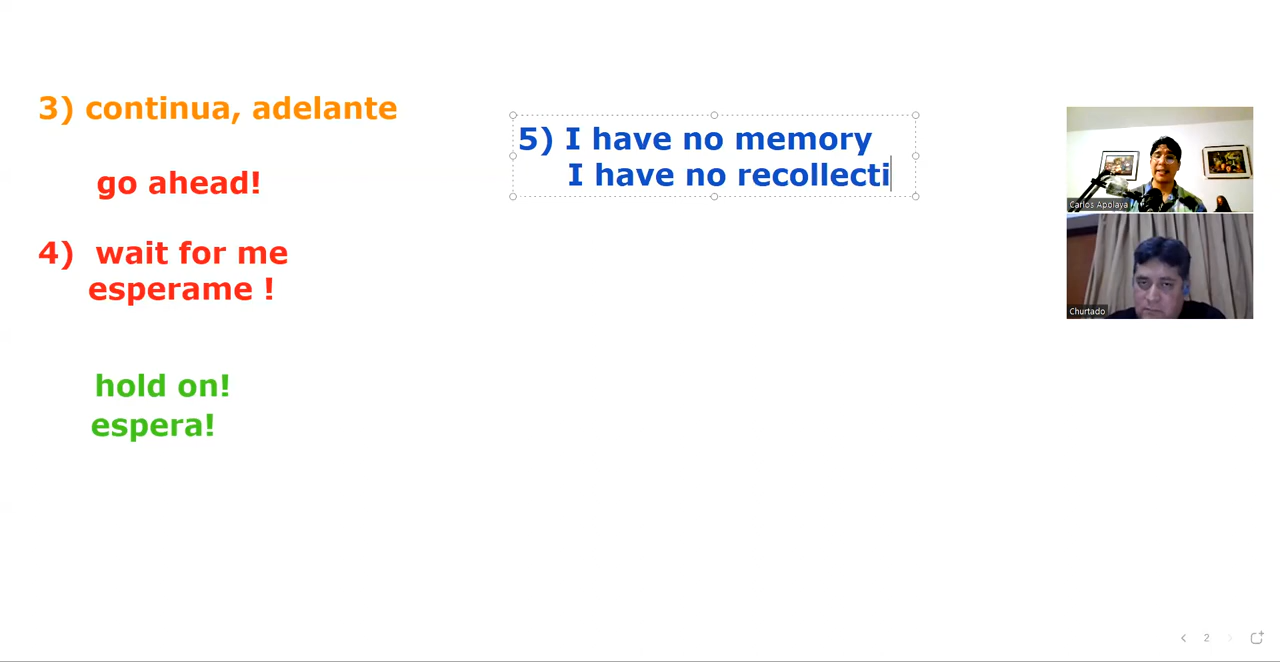 3) continua, adelante
go ahead!
4) wait for me
esperame !
hold on!
espera!
5) I have no memory
I have no recollecti
Carlos Apolaya
Churtado
2